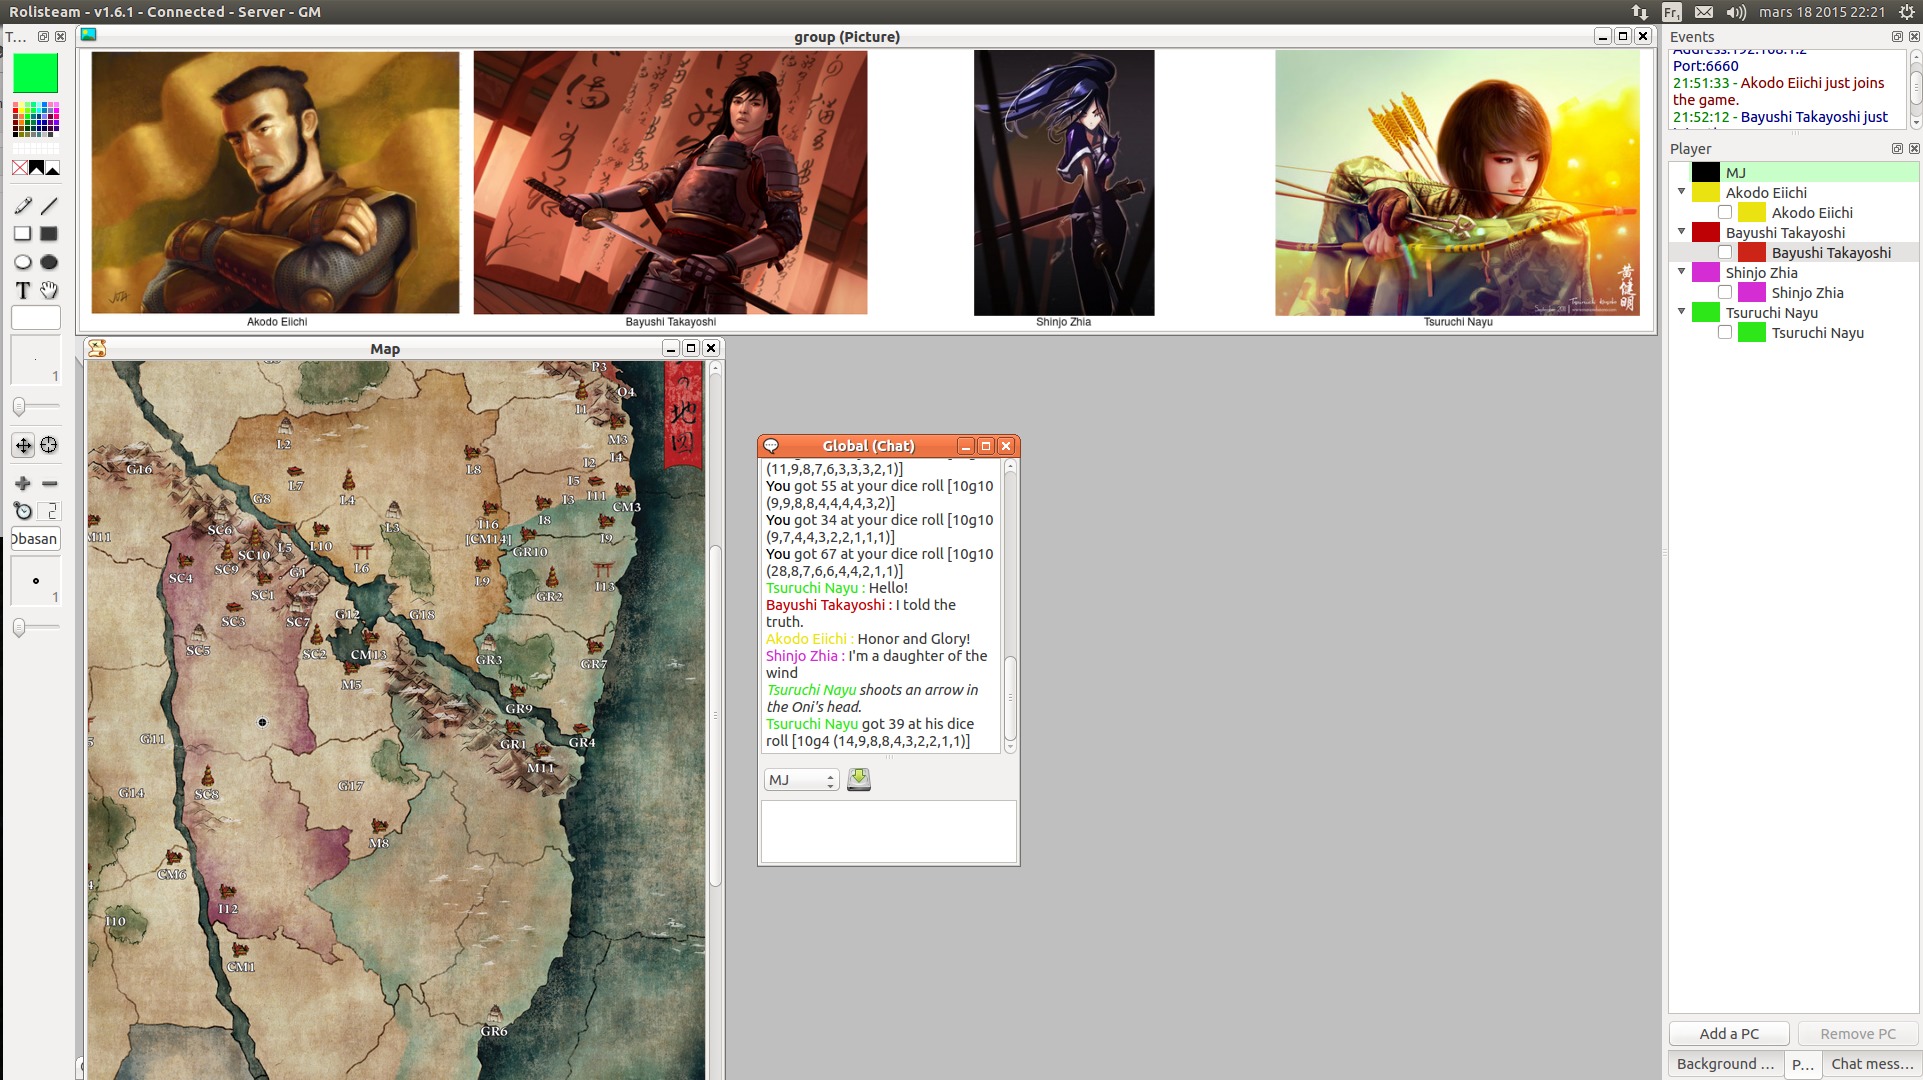 Rolisteam - v1.6.1 - Connected - Server - GM
Fr1
mars 18 2015 22:21
T...
group (Picture)
Akodo Eiichi
Bayushi Takayoshi
Shinjo Zhia
黄健明
Tsuruchi Nayu
T
1
2
Obasan
1
Map
地
図
P3
O4
I1
M3
L2
G16
L8
I2
I4
L7
I5
I11
G8
L4
CM3
I3
M11
SC6
L3
I16
I8
[CM14]
I9
L5
L10
SC10
GR10
SC4
SC9
L6
G1
L9
I13
SC1
GR2
SC3
SC7
G12
G18
SC5
SC2
CM13
GR3
GR7
M5
GR9
G11
GR1
GR4
M11
G14
SC8
G17
M8
CM6
I12
I10
CM1
GR6
Global (Chat)
(11,9,8,7,6,3,3,3,2,1)]
You got 55 at your dice roll [10g10
(9,9,8,8,4,4,4,4,3,2)]
You got 34 at your dice roll [10g10
(9,7,4,4,3,2,2,1,1,1)]
You got 67 at your dice roll [10g10
(28,8,7,6,6,4,4,2,1,1)]
Tsuruchi Nayu : Hello!
Bayushi Takayoshi : I told the
truth.
Akodo Eiichi : Honor and Glory!
Shinjo Zhia : I'm a daughter of the
wind
Tsuruchi Nayu shoots an arrow in
the Oni's head.
Tsuruchi Nayu got 39 at his dice
roll [10g4 (14,9,8,8,4,3,2,2,1,1)]
MJ
Events
Address:192.168.1.2
Port:6660
21:51:33 - Akodo Eiichi just joins
the game.
21:52:12 - Bayushi Takayoshi just
Player
MJ
Akodo Eiichi
Akodo Eiichi
Bayushi Takayoshi
Bayushi Takayoshi
Shinjo Zhia
Shinjo Zhia
Tsuruchi Nayu
Tsuruchi Nayu
Add a PC
Remove PC
Background ...
P...
Chat mess...